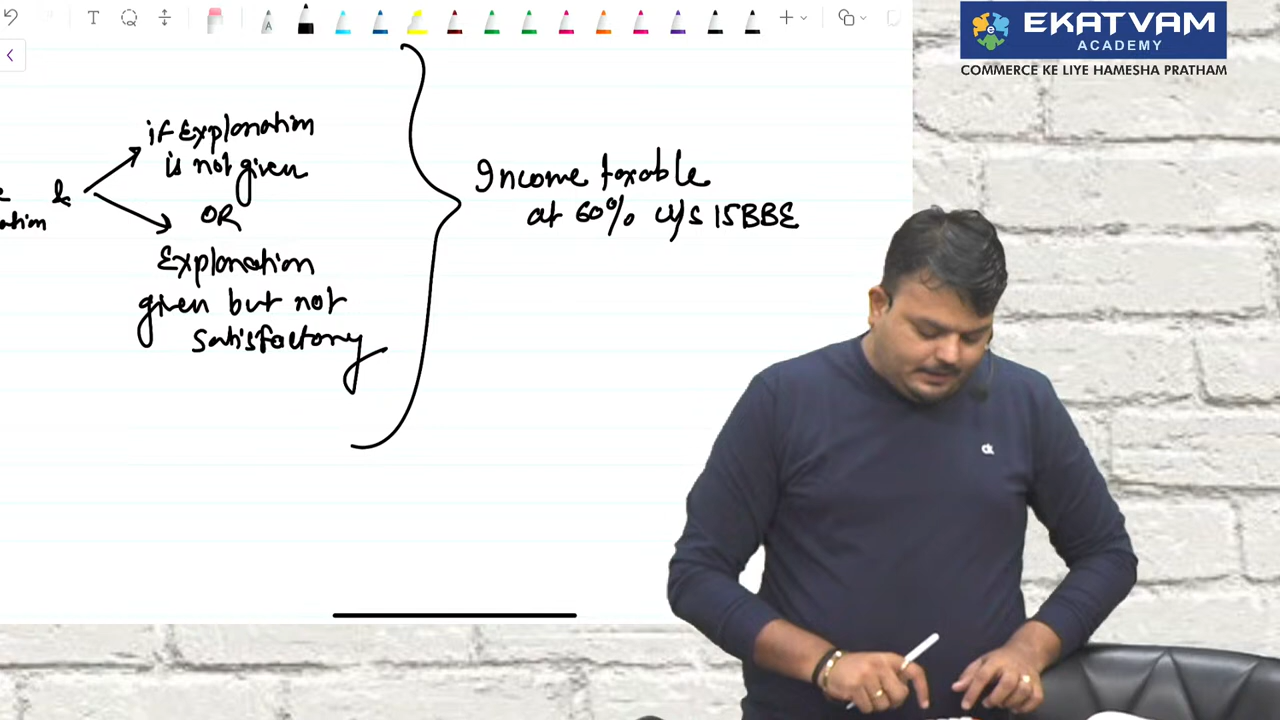 EKATVAM
ACADEMY
COMMERCE KE LIYE HAMESHA PRATHAM
if Explanation
is not given
&
OR
Explanation
given but not
satisfactory
Income taxable
at 60% u/s 115BBE